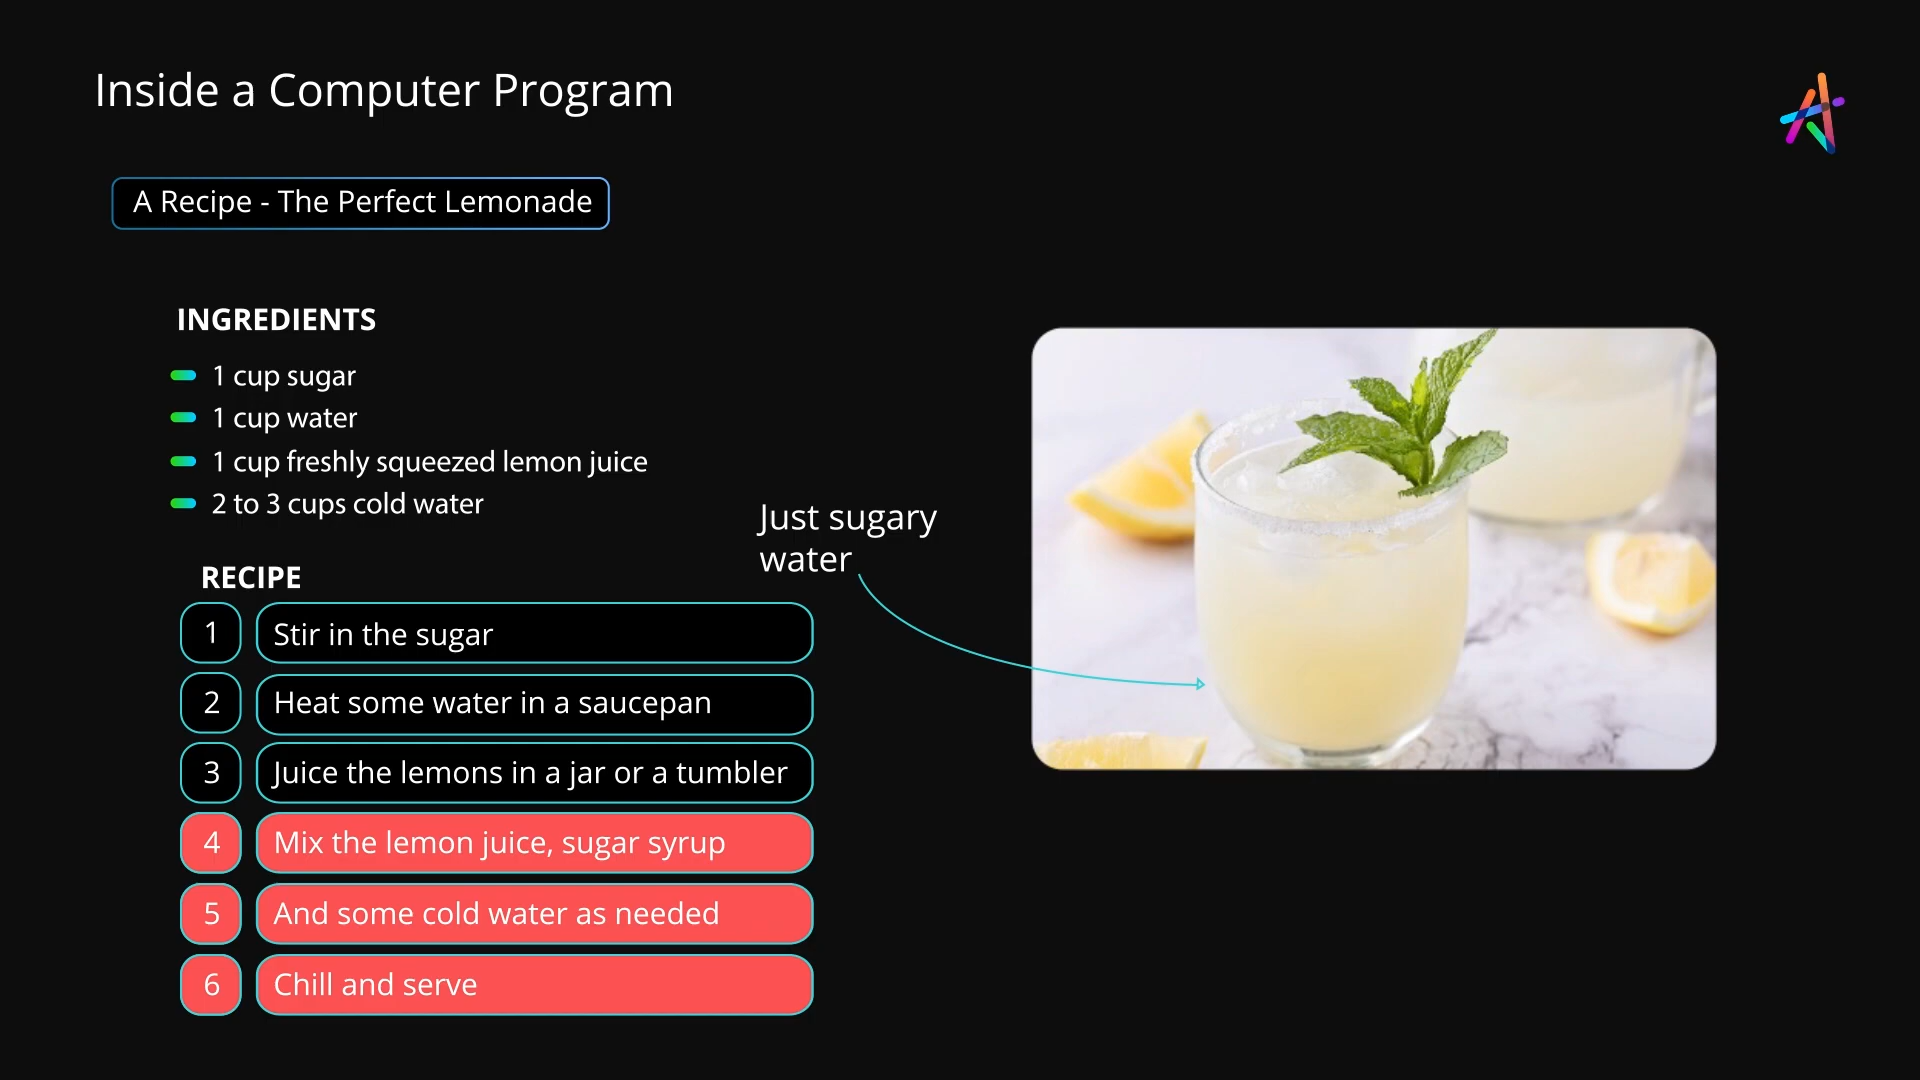 Inside a Computer Program
A Recipe - The Perfect Lemonade
INGREDIENTS
1 cup sugar
1 cup water
1 cup freshly squeezed lemon juice
2 to 3 cups cold water
Just sugary
water
RECIPE
1 Stir in the sugar
2 Heat some water in a saucepan
3 Juice the lemons in a jar or a tumbler
4 Mix the lemon juice, sugar syrup
5 And some cold water as needed
6 Chill and serve